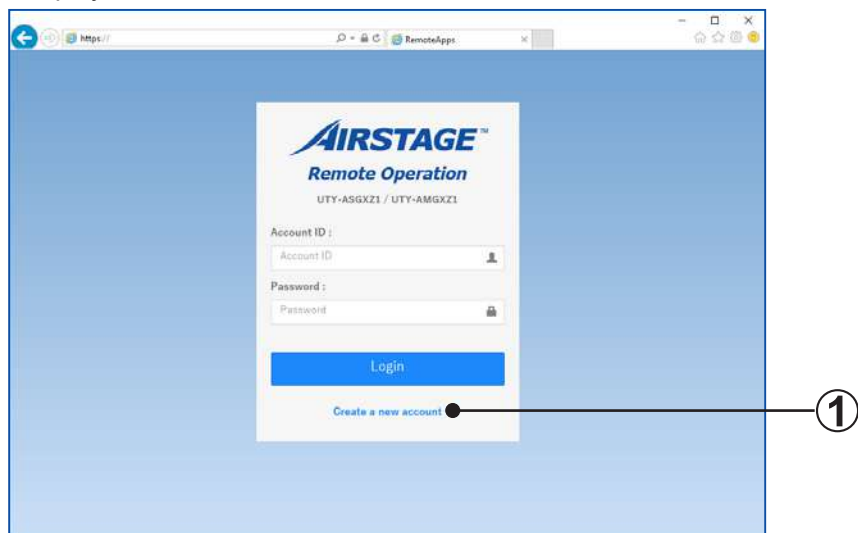 https://
RemoteApps
AIRSTAGE™
Remote Operation
UTY-ASGXZ1 / UTY-AMGXZ1
Account ID :
Account ID
Password :
Password
Login
Create a new account
1